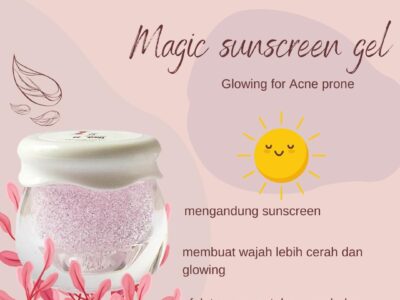 Magic sunscreen gel
Glowing for Acne prone
mengandung sunscreen
membuat wajah lebih cerah dan
glowing